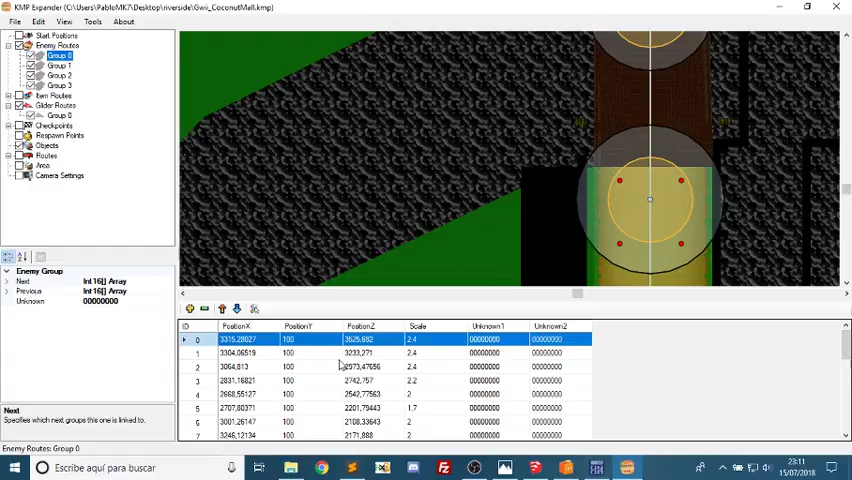 KMP Expander (C:\Users\PabloMK7\Desktop\riverside\Gwii_CoconutMall.kmp)
File Edit View Tools About
Start Positions
Enemy Routes
Group 0
Group 1
Group 2
Group 3
Item Routes
Glider Routes
Group 0
Checkpoints
Respawn Points
Objects
Routes
Area
Camera Settings
Enemy Group
Next Int16[] Array
Previous Int16[] Array
Unknown 00000000
Next
Specifies which next groups this one is linked to.
ID PositionX PositionY PositionZ Scale Unknown1 Unknown2
0 3315,28027 100 3525,692 2.4 00000000 00000000
1 3304,06519 100 3233,271 2.4 00000000 00000000
2 3064,813 100 2973,47656 2.4 00000000 00000000
3 2831,16821 100 2742,757 2.2 00000000 00000000
4 2668,55127 100 2542,77563 2 00000000 00000000
5 2707,80371 100 2201,79443 1.7 00000000 00000000
6 3001,26147 100 2108,33643 2 00000000 00000000
7 3246,12134 100 2171,888 2 00000000 00000000
Enemy Routes: Group 0
Escribe aquí para buscar
23:11
15/07/2018